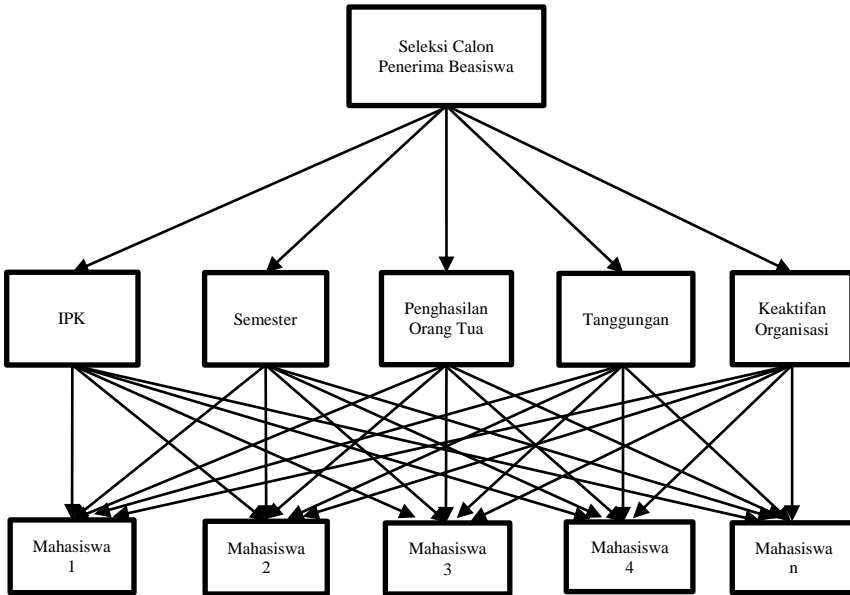 Seleksi Calon
Penerima Beasiswa
IPK
Semester
Penghasilan
Orang Tua
Tanggungan
Keaktifan
Organisasi
Mahasiswa
1
Mahasiswa
2
Mahasiswa
3
Mahasiswa
4
Mahasiswa
n